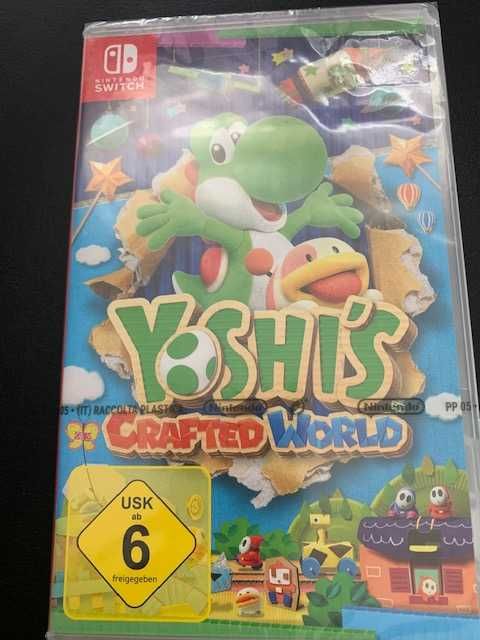 NINTENDO
SWITCH
YOSHI'S
05 • (IT) RACCOLTA PLASTICA
Nintendo
Nintendo
PP 05 •
CRAFTED WORLD
USK
ab
6
freigegeben